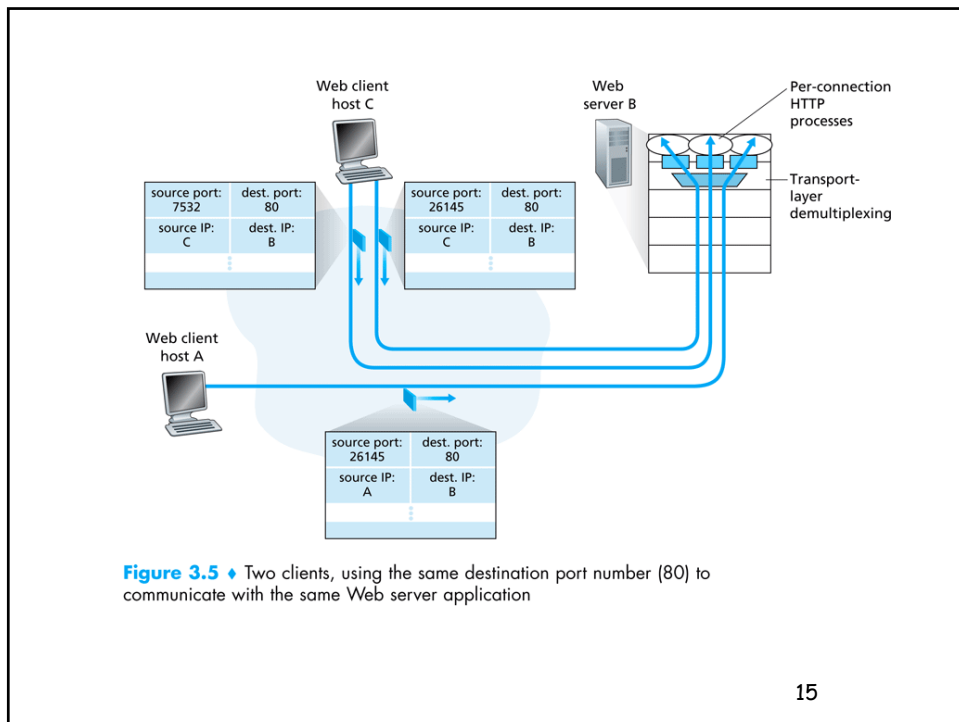 Web client
host C
Web
server B
Per-connection
HTTP
processes
Transport-
layer
demultiplexing
source port:
7532
dest. port:
80
source IP:
C
dest. IP:
B
source port:
26145
dest. port:
80
source IP:
C
dest. IP:
B
Web client
host A
source port:
26145
dest. port:
80
source IP:
A
dest. IP:
B
Figure 3.5 ♦ Two clients, using the same destination port number (80) to
communicate with the same Web server application
15